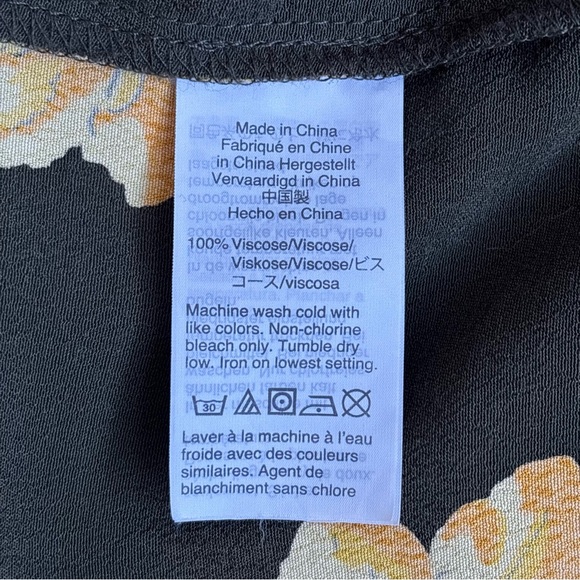 Made in China
Fabriqué en Chine
in China Hergestellt
Vervaardigd in China
中国製
Hecho en China
100% Viscose/Viscose/
Viskose/Viscose/ビス
コース/viscosa
Machine wash cold with
like colors. Non-chlorine
bleach only. Tumble dry
low. Iron on lowest setting.
30
Laver à la machine à l'eau
froide avec des couleurs
similaires. Agent de
blanchiment sans chlore